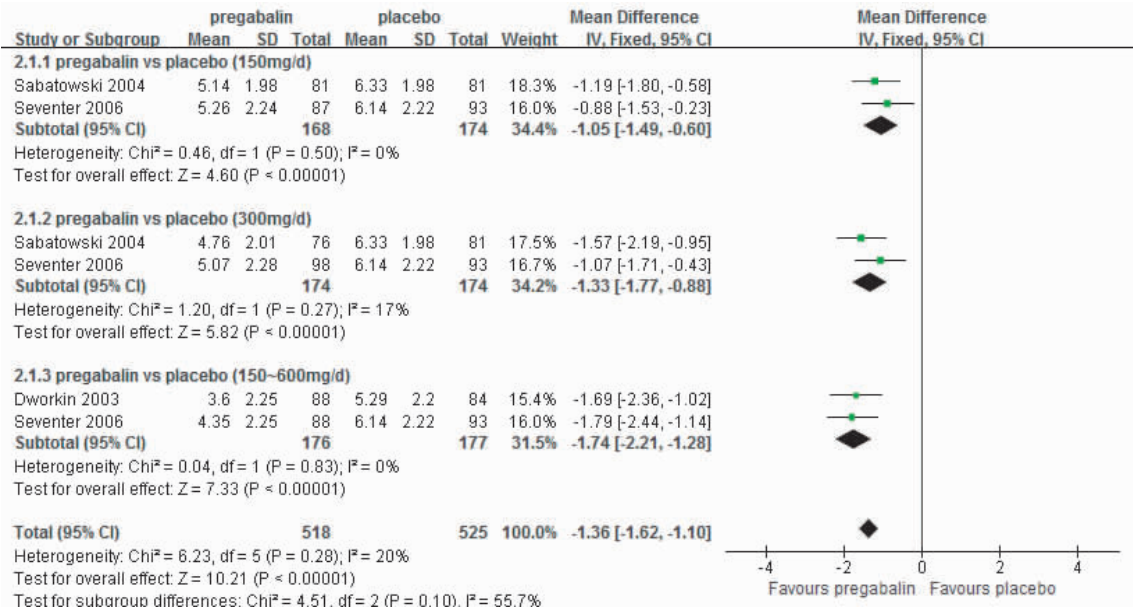 pregabalin placebo Mean Difference Mean Difference
Study or Subgroup Mean SD Total Mean SD Total Weight IV, Fixed, 95% CI IV, Fixed, 95% CI
2.1.1 pregabalin vs placebo (150mg/d)
Sabatowski 2004 5.14 1.98 81 6.33 1.98 81 18.3% -1.19 [-1.80, -0.58]
Seventer 2006 5.26 2.24 87 6.14 2.22 93 16.0% -0.88 [-1.53, -0.23]
Subtotal (95% CI) 168 174 34.4% -1.05 [-1.49, -0.60]
Heterogeneity: Chi² = 0.46, df = 1 (P = 0.50); I² = 0%
Test for overall effect: Z = 4.60 (P < 0.00001)
2.1.2 pregabalin vs placebo (300mg/d)
Sabatowski 2004 4.76 2.01 76 6.33 1.98 81 17.5% -1.57 [-2.19, -0.95]
Seventer 2006 5.07 2.28 98 6.14 2.22 93 16.7% -1.07 [-1.71, -0.43]
Subtotal (95% CI) 174 174 34.2% -1.33 [-1.77, -0.88]
Heterogeneity: Chi² = 1.20, df = 1 (P = 0.27); I² = 17%
Test for overall effect: Z = 5.82 (P < 0.00001)
2.1.3 pregabalin vs placebo (150~600mg/d)
Dworkin 2003 3.6 2.25 88 5.29 2.2 84 15.4% -1.69 [-2.36, -1.02]
Seventer 2006 4.35 2.25 88 6.14 2.22 93 16.0% -1.79 [-2.44, -1.14]
Subtotal (95% CI) 176 177 31.5% -1.74 [-2.21, -1.28]
Heterogeneity: Chi² = 0.04, df = 1 (P = 0.83); I² = 0%
Test for overall effect: Z = 7.33 (P < 0.00001)
Total (95% CI) 518 525 100.0% -1.36 [-1.62, -1.10]
Heterogeneity: Chi² = 6.23, df = 5 (P = 0.28); I² = 20%
Test for overall effect: Z = 10.21 (P < 0.00001)
Test for subgroup differences: Chi² = 4.51, df = 2 (P = 0.10), I² = 55.7%
-4 -2 0 2 4
Favours pregabalin Favours placebo